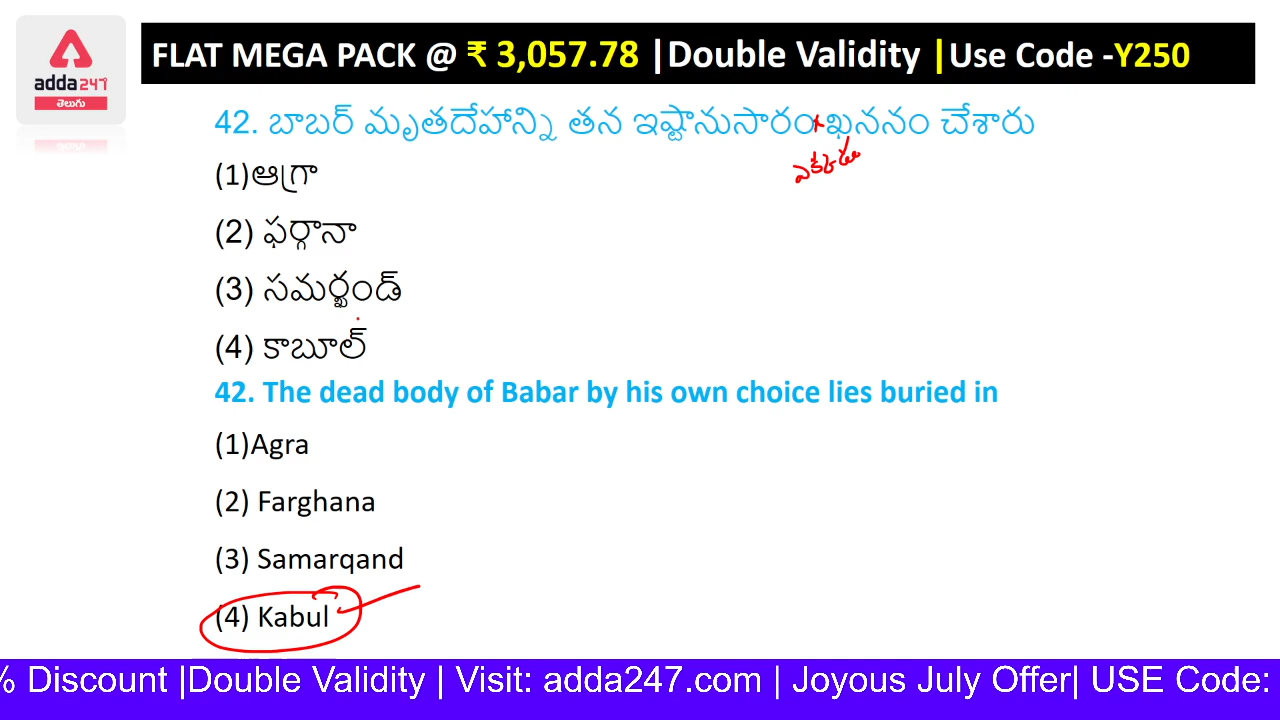 FLAT MEGA PACK @ ₹ 3,057.78 |Double Validity |Use Code -Y250
adda247
తెలుగు
42. బాబర్ మృతదేహాన్ని తన ఇష్టానుసారం ఖననం చేశారు
ఎక్కడ
(1)ఆగ్రా
(2) ఫర్గానా
(3) సమర్ఖండ్
(4) కాబూల్
42. The dead body of Babar by his own choice lies buried in
(1)Agra
(2) Farghana
(3) Samarqand
(4) Kabul
% Discount |Double Validity | Visit: adda247.com | Joyous July Offer| USE Code: